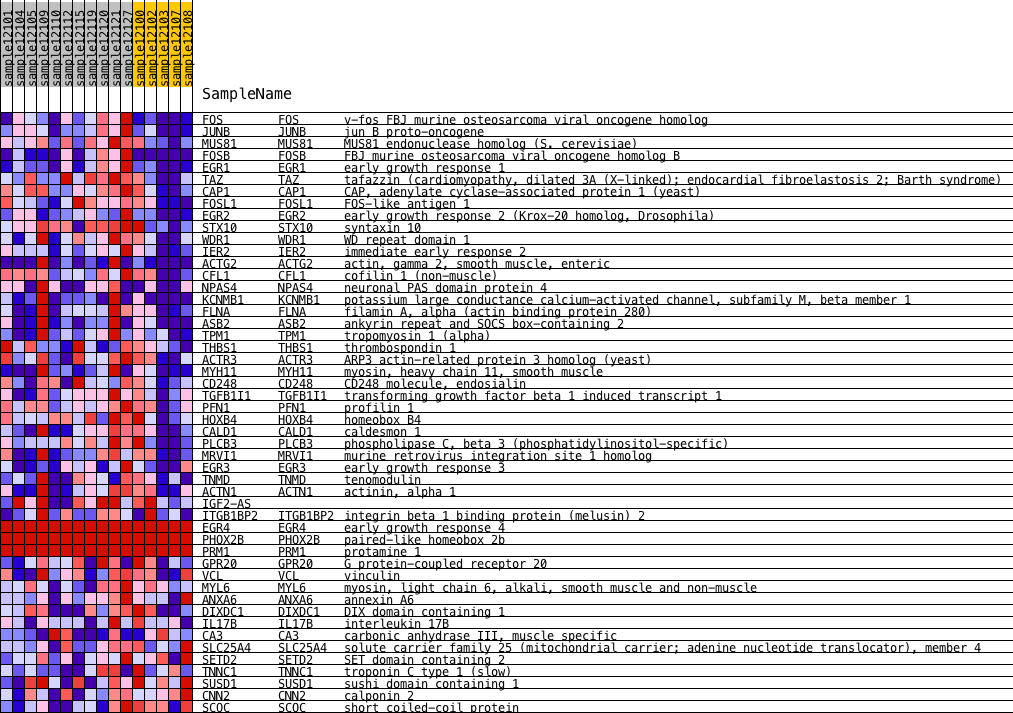 sample12101
sample12104
sample12105
sample12109
sample12110
sample12112
sample12115
sample12119
sample12120
sample12121
sample12127
sample12100
sample12102
sample12103
sample12107
sample12108
SampleName
FOS FOS v-fos FBJ murine osteosarcoma viral oncogene homolog
JUNB JUNB jun B proto-oncogene
MUS81 MUS81 MUS81 endonuclease homolog (S. cerevisiae)
FOSB FOSB FBJ murine osteosarcoma viral oncogene homolog B
EGR1 EGR1 early growth response 1
TAZ TAZ tafazzin (cardiomyopathy, dilated 3A (X-linked); endocardial fibroelastosis 2; Barth syndrome)
CAP1 CAP1 CAP, adenylate cyclase-associated protein 1 (yeast)
FOSL1 FOSL1 FOS-like antigen 1
EGR2 EGR2 early growth response 2 (Krox-20 homolog, Drosophila)
STX10 STX10 syntaxin 10
WDR1 WDR1 WD repeat domain 1
IER2 IER2 immediate early response 2
ACTG2 ACTG2 actin, gamma 2, smooth muscle, enteric
CFL1 CFL1 cofilin 1 (non-muscle)
NPAS4 NPAS4 neuronal PAS domain protein 4
KCNMB1 KCNMB1 potassium large conductance calcium-activated channel, subfamily M, beta member 1
FLNA FLNA filamin A, alpha (actin binding protein 280)
ASB2 ASB2 ankyrin repeat and SOCS box-containing 2
TPM1 TPM1 tropomyosin 1 (alpha)
THBS1 THBS1 thrombospondin 1
ACTR3 ACTR3 ARP3 actin-related protein 3 homolog (yeast)
MYH11 MYH11 myosin, heavy chain 11, smooth muscle
CD248 CD248 CD248 molecule, endosialin
TGFB1I1 TGFB1I1 transforming growth factor beta 1 induced transcript 1
PFN1 PFN1 profilin 1
HOXB4 HOXB4 homeobox B4
CALD1 CALD1 caldesmon 1
PLCB3 PLCB3 phospholipase C, beta 3 (phosphatidylinositol-specific)
MRVI1 MRVI1 murine retrovirus integration site 1 homolog
EGR3 EGR3 early growth response 3
TNMD TNMD tenomodulin
ACTN1 ACTN1 actinin, alpha 1
IGF2-AS
ITGB1BP2 ITGB1BP2 integrin beta 1 binding protein (melusin) 2
EGR4 EGR4 early growth response 4
PHOX2B PHOX2B paired-like homeobox 2b
PRM1 PRM1 protamine 1
GPR20 GPR20 G protein-coupled receptor 20
VCL VCL vinculin
MYL6 MYL6 myosin, light chain 6, alkali, smooth muscle and non-muscle
ANXA6 ANXA6 annexin A6
DIXDC1 DIXDC1 DIX domain containing 1
IL17B IL17B interleukin 17B
CA3 CA3 carbonic anhydrase III, muscle specific
SLC25A4 SLC25A4 solute carrier family 25 (mitochondrial carrier; adenine nucleotide translocator), member 4
SETD2 SETD2 SET domain containing 2
TNNC1 TNNC1 troponin C type 1 (slow)
SUSD1 SUSD1 sushi domain containing 1
CNN2 CNN2 calponin 2
SCOC SCOC short coiled-coil protein